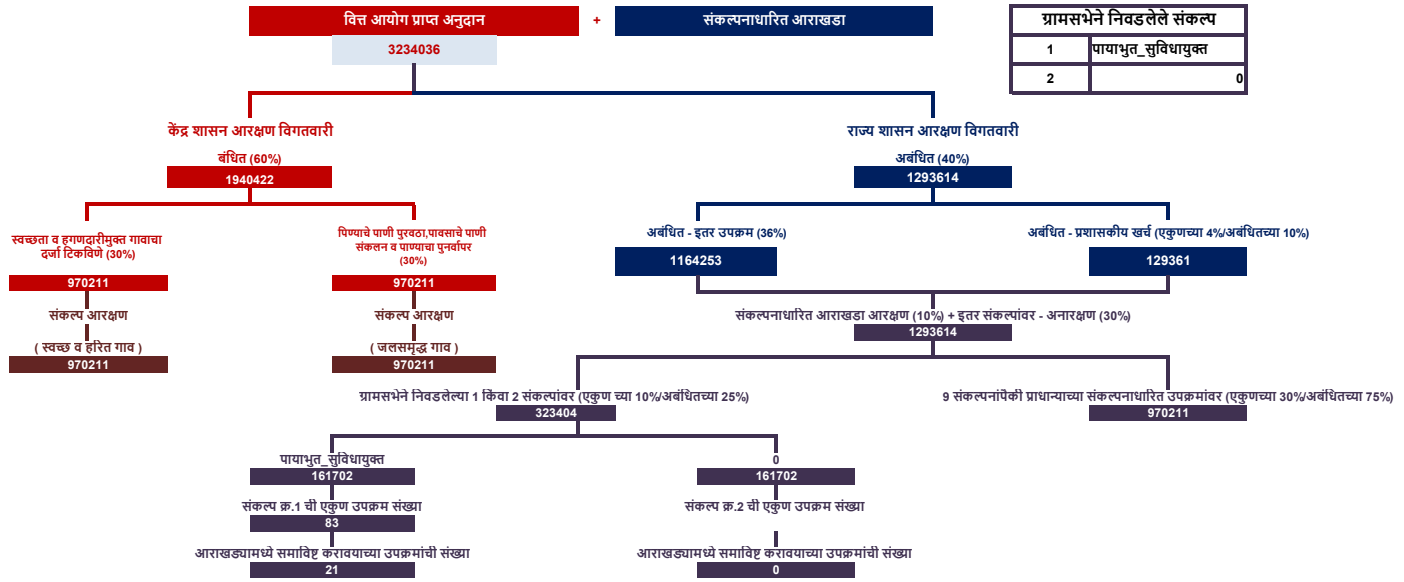 वित्त आयोग प्राप्त अनुदान + संकल्पनाधारित आराखडा
3234036
ग्रामसभेने निवडलेले संकल्प
1 पायाभुत_सुविधायुक्त
2 0
केंद्र शासन आरक्षण विगतवारी
बंधित (60%)
1940422
राज्य शासन आरक्षण विगतवारी
अबंधित (40%)
1293614
स्वच्छता व हगणदारीमुक्त गावाचा
दर्जा टिकविणे (30%)
970211
संकल्प आरक्षण
( स्वच्छ व हरित गाव )
970211
पिण्याचे पाणी पुरवठा,पावसाचे पाणी
संकलन व पाण्याचा पुनर्वापर
(30%)
970211
संकल्प आरक्षण
( जलसमृद्ध गाव )
970211
अबंधित - इतर उपक्रम (36%)
1164253
अबंधित - प्रशासकीय खर्च (एकुणच्या 4%/अबंधितच्या 10%)
129361
संकल्पनाधारित आराखडा आरक्षण (10%) + इतर संकल्पांवर - अनारक्षण (30%)
1293614
ग्रामसभेने निवडलेल्या 1 किंवा 2 संकल्पांवर (एकुण च्या 10%/अबंधितच्या 25%)
323404
9 संकल्पनांपैकी प्राधान्याच्या संकल्पनाधारित उपक्रमांवर (एकुणच्या 30%/अबंधितच्या 75%)
970211
पायाभुत_सुविधायुक्त
161702
संकल्प क्र.1 ची एकुण उपक्रम संख्या
83
आराखड्यामध्ये समाविष्ट करावयाच्या उपक्रमांची संख्या
21
0
161702
संकल्प क्र.2 ची एकुण उपक्रम संख्या
आराखड्यामध्ये समाविष्ट करावयाच्या उपक्रमांची संख्या
0